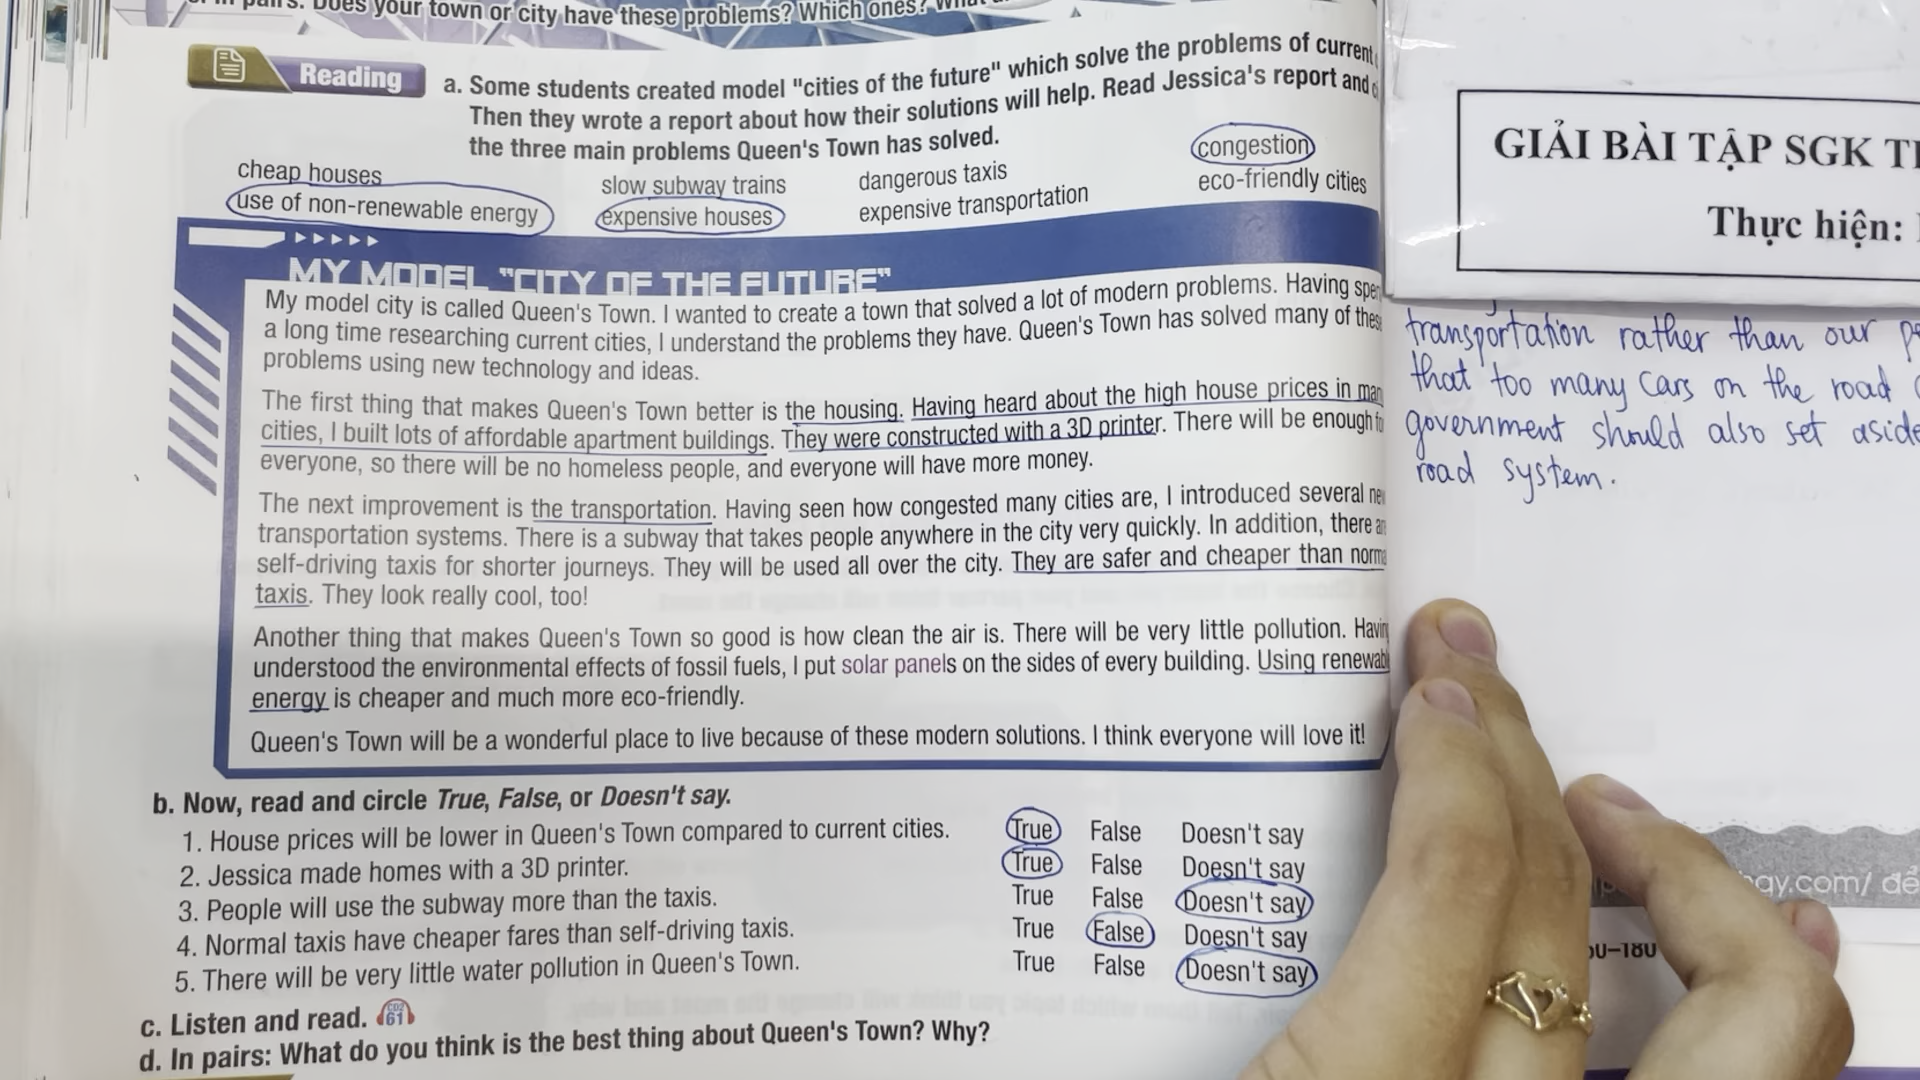 pairs: Does your town or city have these problems? Which ones?
Reading
a. Some students created model "cities of the future" which solve the problems of current
Then they wrote a report about how their solutions will help. Read Jessica's report and
the three main problems Queen's Town has solved.
cheap houses
slow subway trains
dangerous taxis
congestion
use of non-renewable energy
expensive houses
expensive transportation
eco-friendly cities
MY MODEL "CITY OF THE FUTURE"
My model city is called Queen's Town. I wanted to create a town that solved a lot of modern problems. Having
a long time researching current cities, I understand the problems they have. Queen's Town has solved many of
problems using new technology and ideas.
The first thing that makes Queen's Town better is the housing. Having heard about the high house prices in
cities, I built lots of affordable apartment buildings. They were constructed with a 3D printer. There will be enough
everyone, so there will be no homeless people, and everyone will have more money.
The next improvement is the transportation. Having seen how congested many cities are, I introduced several
transportation systems. There is a subway that takes people anywhere in the city very quickly. In addition, there
self-driving taxis for shorter journeys. They will be used all over the city. They are safer and cheaper than
taxis. They look really cool, too!
Another thing that makes Queen's Town so good is how clean the air is. There will be very little pollution.
understood the environmental effects of fossil fuels, I put solar panels on the sides of every building. Using
energy is cheaper and much more eco-friendly.
Queen's Town will be a wonderful place to live because of these modern solutions. I think everyone will love it!
b. Now, read and circle True, False, or Doesn't say.
1. House prices will be lower in Queen's Town compared to current cities. True False Doesn't say
2. Jessica made homes with a 3D printer. True False Doesn't say
3. People will use the subway more than the taxis. True False Doesn't say
4. Normal taxis have cheaper fares than self-driving taxis. True False Doesn't say
5. There will be very little water pollution in Queen's Town. True False Doesn't say
c. Listen and read. CD2 61
d. In pairs: What do you think is the best thing about Queen's Town? Why?
GIẢI BÀI TẬP SGK
Thực hiện:
transportation rather than our
that too many cars on the road
government should also set aside
road system.
ay.com/ để
0–180